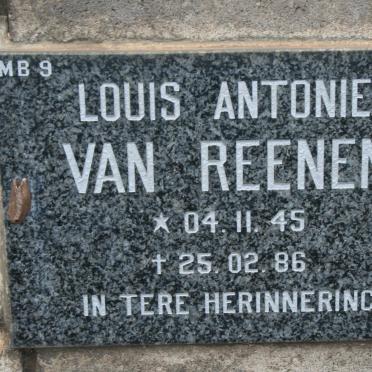 MB 9
LOUIS ANTONIE
VAN REENEN
★ 04.11.45
† 25.02.86
IN TERE HERINNERING